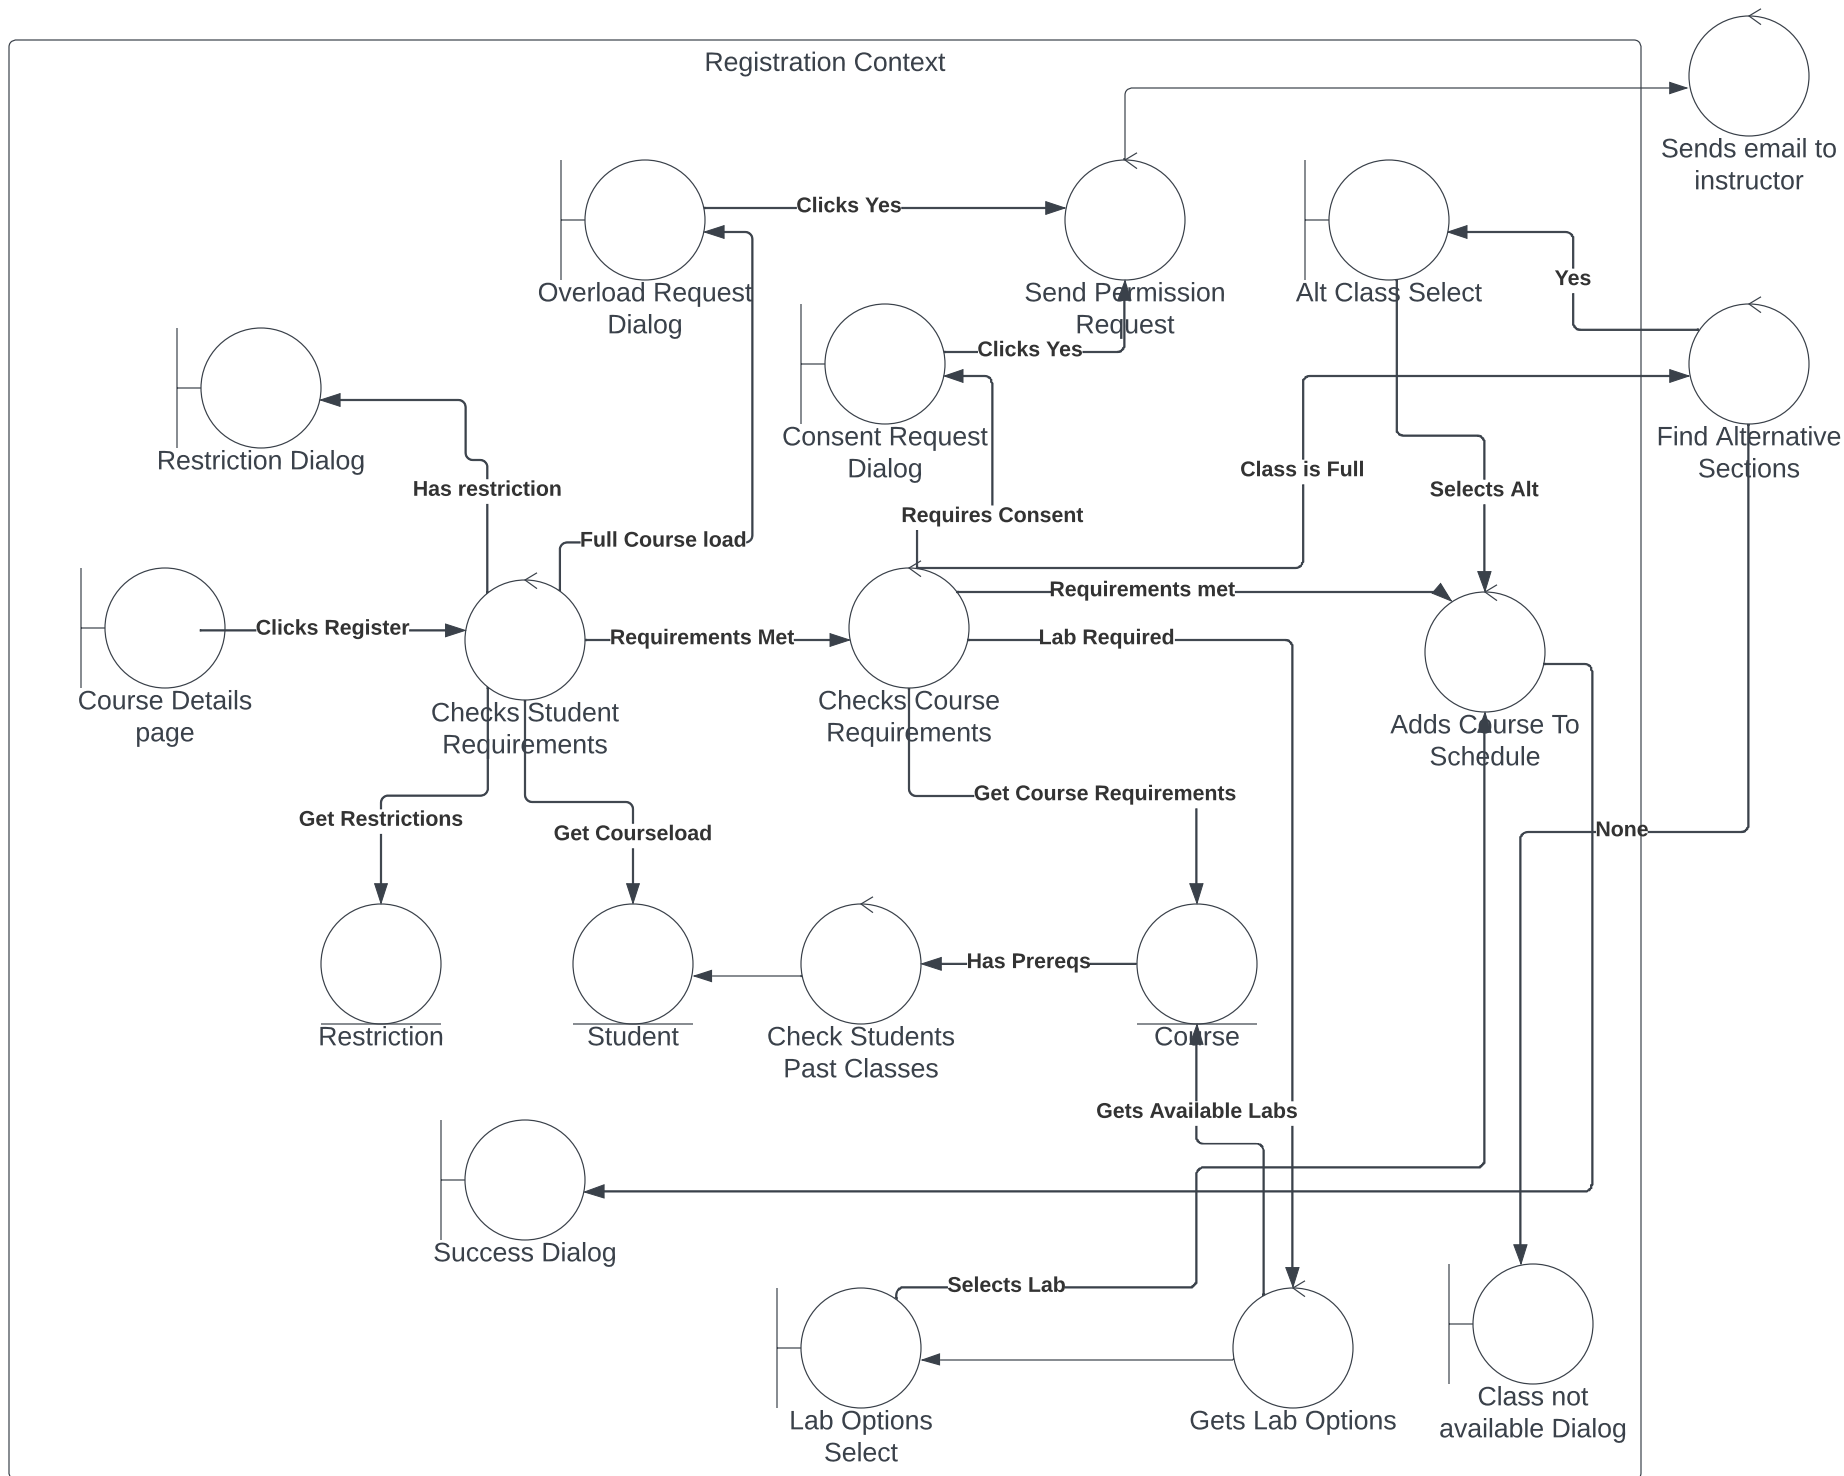 Registration Context
Sends email to
instructor
Clicks Yes
Overload Request
Dialog
Send Permission
Request
Alt Class Select
Yes
Clicks Yes
Restriction Dialog
Consent Request
Dialog
Find Alternative
Sections
Has restriction
Class is Full
Selects Alt
Full Course load
Requires Consent
Requirements met
Clicks Register
Requirements Met
Lab Required
Course Details
page
Checks Student
Requirements
Checks Course
Requirements
Adds Course To
Schedule
Get Restrictions
Get Courseload
Get Course Requirements
None
Has Prereqs
Restriction
Student
Check Students
Past Classes
Course
Gets Available Labs
Success Dialog
Selects Lab
Lab Options
Select
Gets Lab Options
Class not
available Dialog